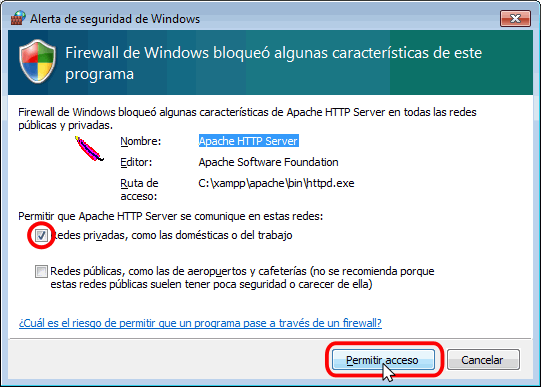 Alerta de seguridad de Windows
Firewall de Windows bloqueó algunas características de este
programa
Firewall de Windows bloqueó algunas características de Apache HTTP Server en todas las redes
públicas y privadas.
Nombre: Apache HTTP Server
Editor: Apache Software Foundation
Ruta de C:\xampp\apache\bin\httpd.exe
acceso:
Permitir que Apache HTTP Server se comunique en estas redes:
Redes privadas, como las domésticas o del trabajo
Redes públicas, como las de aeropuertos y cafeterías (no se recomienda porque
estas redes públicas suelen tener poca seguridad o carecer de ella)
¿Cuál es el riesgo de permitir que un programa pase a través de un firewall?
Permitir acceso Cancelar